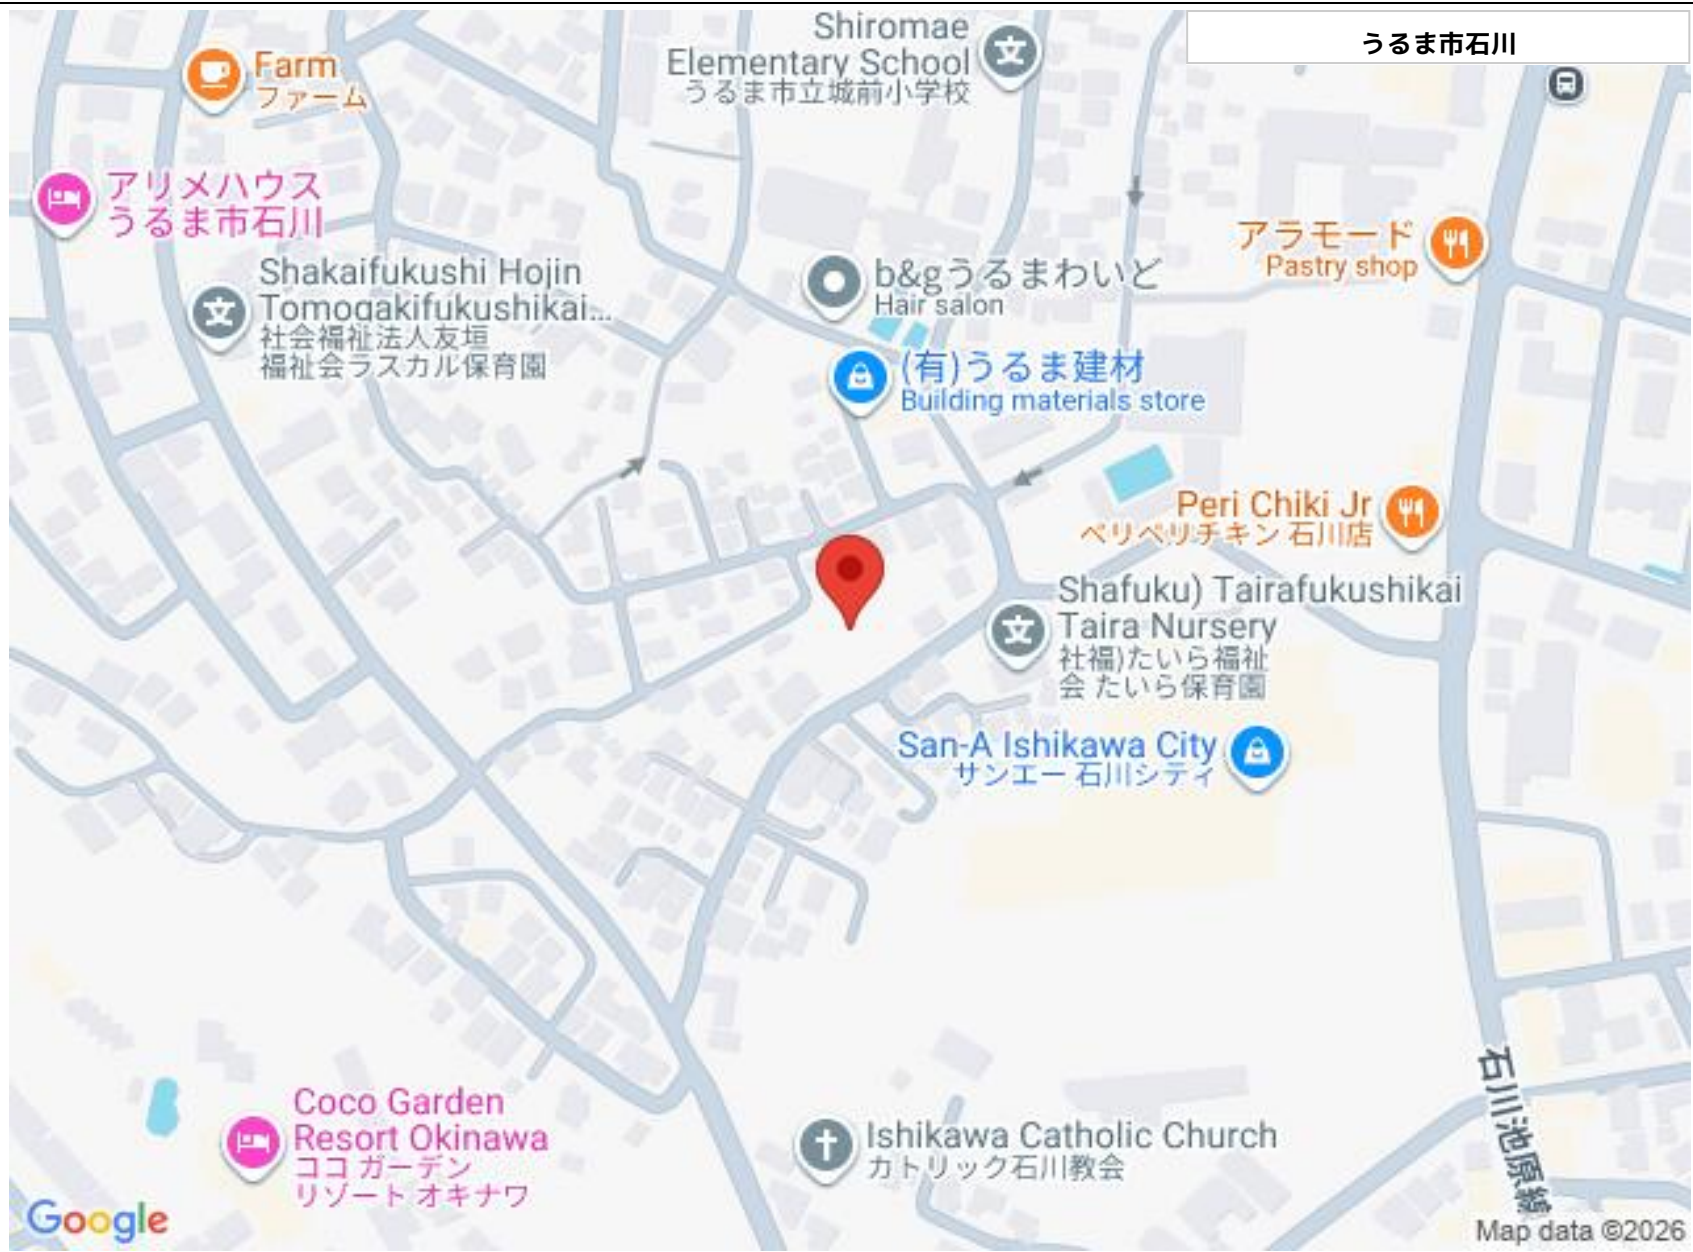 うるま市石川
Shiromae
Elementary School
うるま市立城前小学校
Farm
ファーム
アリメハウス
うるま市石川
アラモード
Pastry shop
Shakaifukushi Hojin
Tomogakifukushikai...
社会福祉法人友垣
福祉会ラスカル保育園
b&gうるまわいど
Hair salon
(有)うるま建材
Building materials store
Peri Chiki Jr
ペリペリチキン 石川店
Shafuku) Tairafukushikai
Taira Nursery
社福)たいら福祉
会 たいら保育園
San-A Ishikawa City
サンエー 石川シティ
石川池原線
Coco Garden
Resort Okinawa
ココ ガーデン
リゾート オキナワ
Ishikawa Catholic Church
カトリック石川教会
Google
Map data ©2026